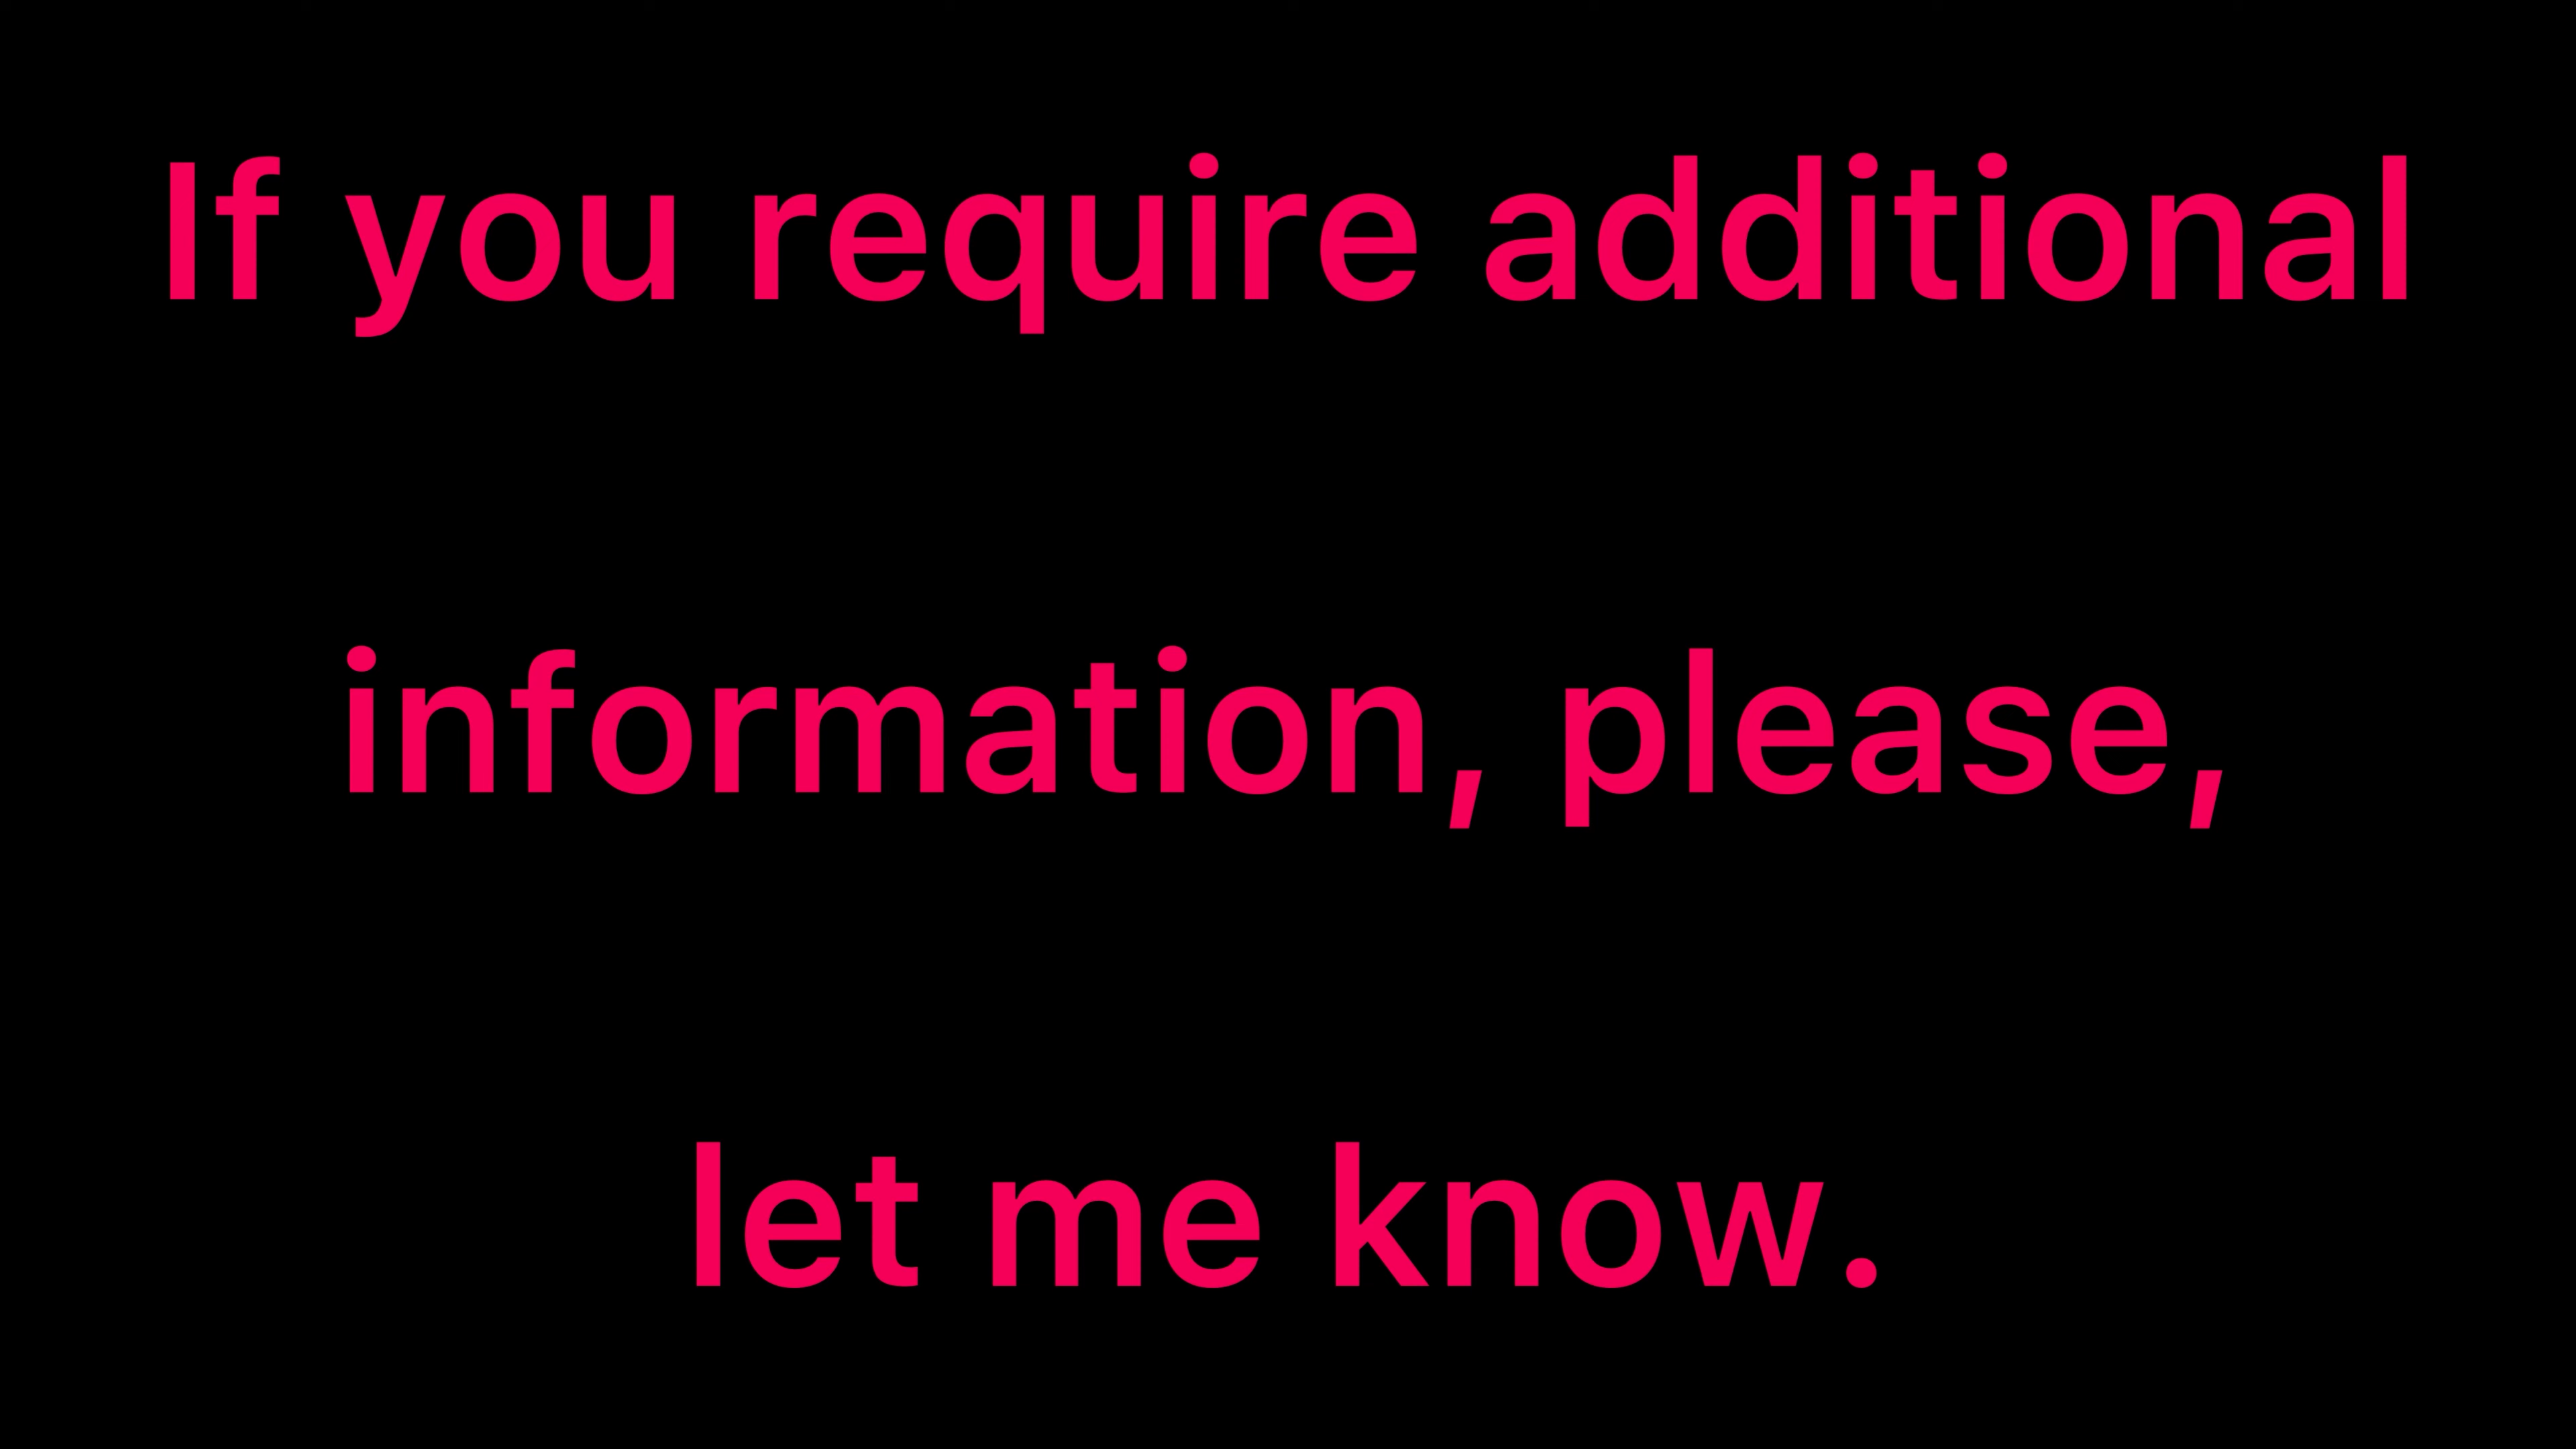 If you require additional
information, please,
let me know.